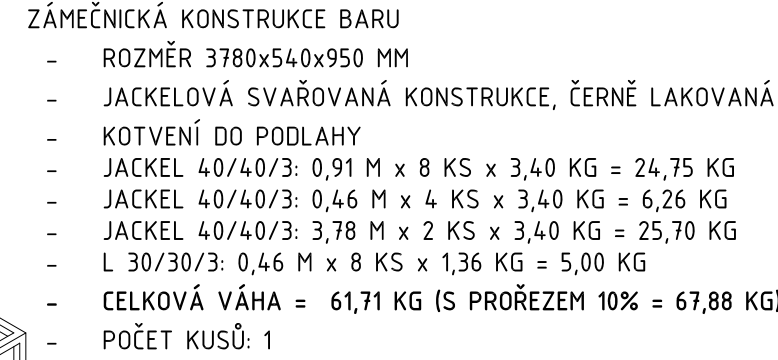 ZÁMEČNICKÁ KONSTRUKCE BARU
- ROZMĚR 3780x540x950 MM
- JACKELOVÁ SVAŘOVANÁ KONSTRUKCE, ČERNĚ LAKOVANÁ
- KOTVENÍ DO PODLAHY
- JACKEL 40/40/3: 0,91 M x 8 KS x 3,40 KG = 24,75 KG
- JACKEL 40/40/3: 0,46 M x 4 KS x 3,40 KG = 6,26 KG
- JACKEL 40/40/3: 3,78 M x 2 KS x 3,40 KG = 25,70 KG
- L 30/30/3: 0,46 M x 8 KS x 1,36 KG = 5,00 KG
- CELKOVÁ VÁHA = 61,71 KG (S PROŘEZEM 10% = 67,88 KG)
- POČET KUSŮ: 1